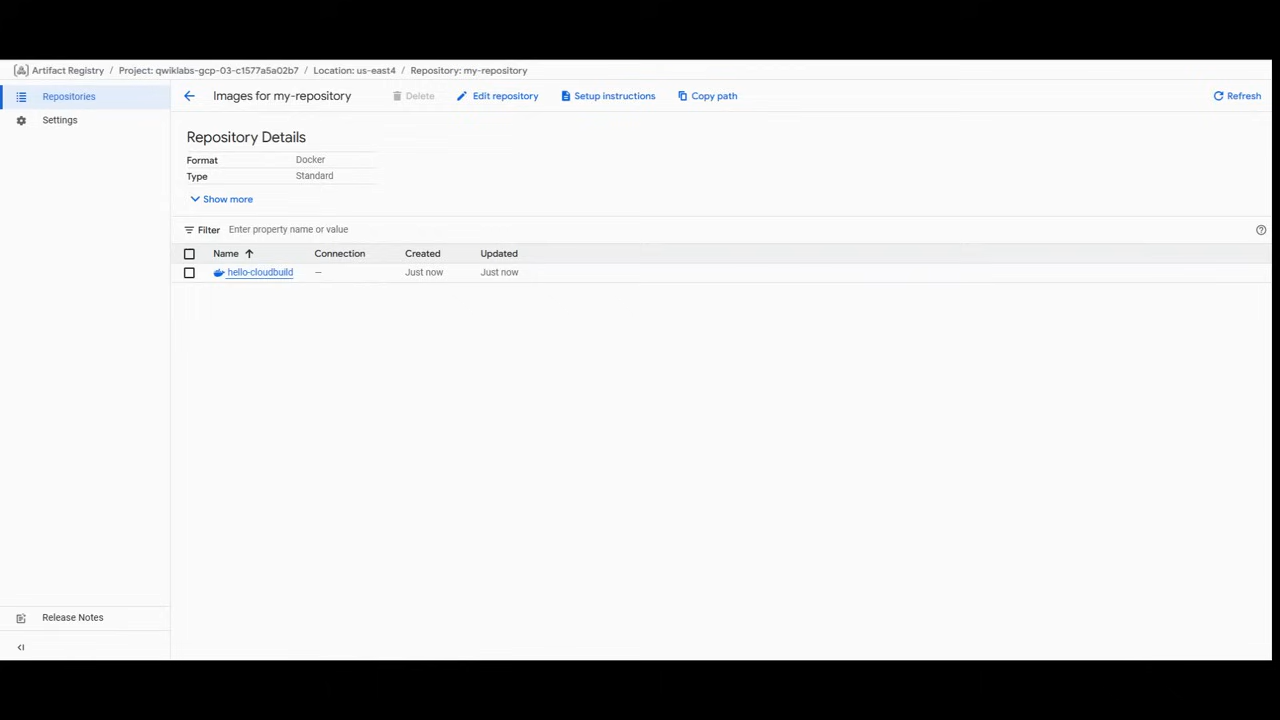 Artifact Registry / Project: qwiklabs-gcp-03-c1577a5a02b7 / Location: us-east4 / Repository: my-repository
Repositories
Settings
Images for my-repository Delete Edit repository Setup instructions Copy path Refresh
Repository Details
Format Docker
Type Standard
Show more
Filter Enter property name or value
Name Connection Created Updated
hello-cloudbuild — Just now Just now
Release Notes